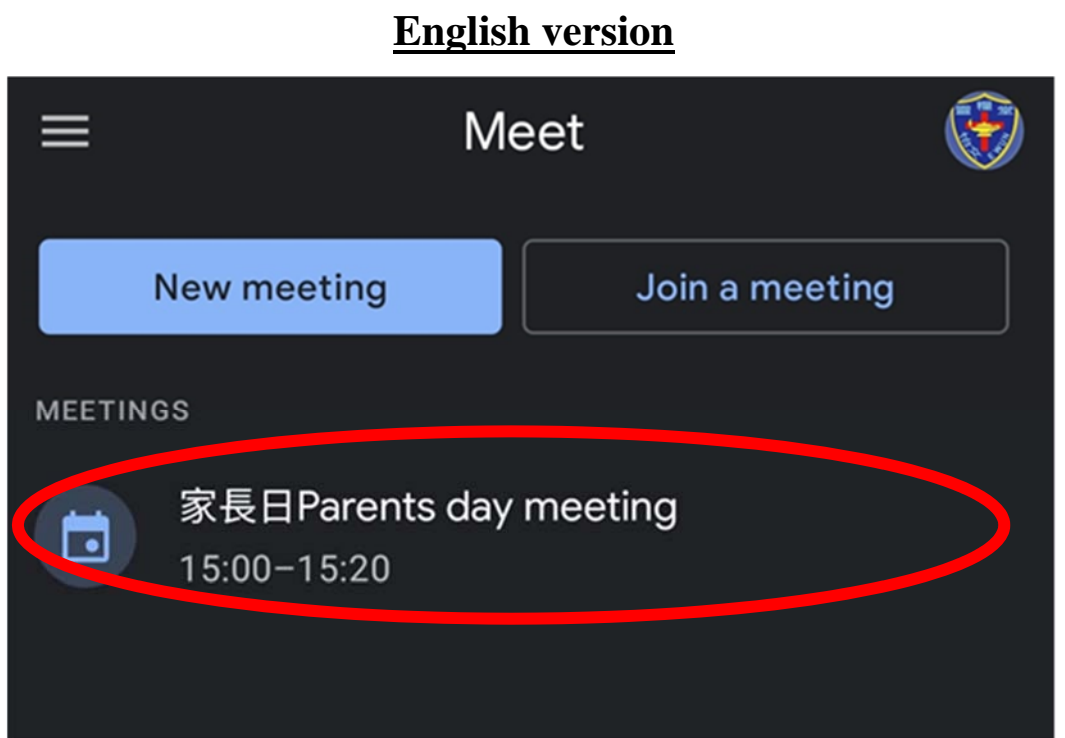 English version
Meet
New meeting
Join a meeting
MEETINGS
家長日Parents day meeting
15:00–15:20